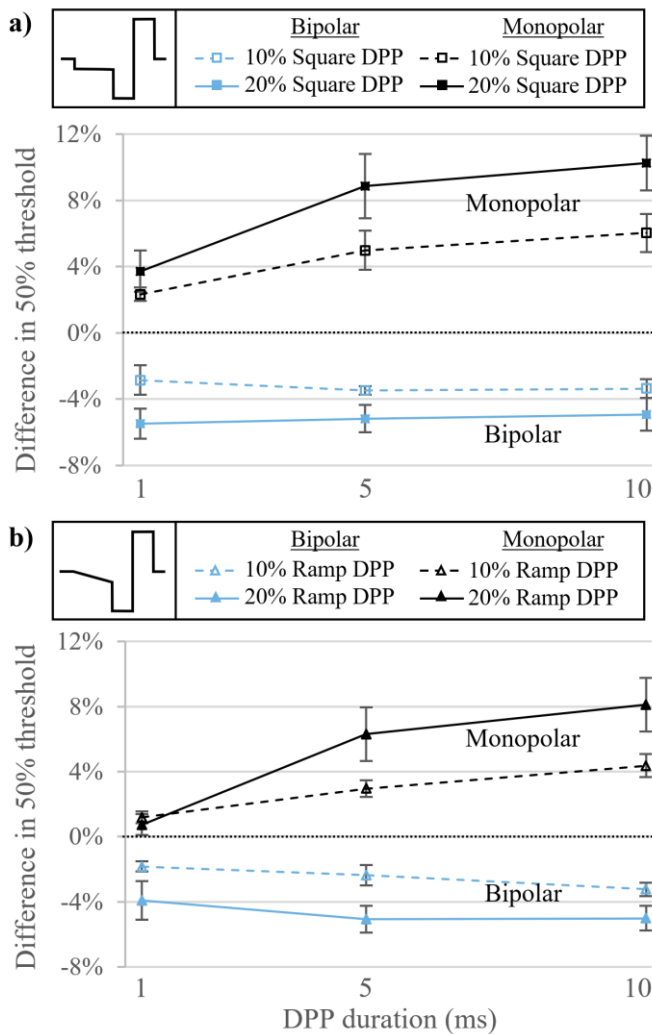 a)
Bipolar Monopolar
10% Square DPP 10% Square DPP
20% Square DPP 20% Square DPP
12%
8%
4%
0%
-4%
-8%
Difference in 50% threshold
Monopolar
Bipolar
1 5 10
b)
Bipolar Monopolar
10% Ramp DPP 10% Ramp DPP
20% Ramp DPP 20% Ramp DPP
12%
8%
4%
0%
-4%
-8%
Difference in 50% threshold
Monopolar
Bipolar
1 5 10
DPP duration (ms)